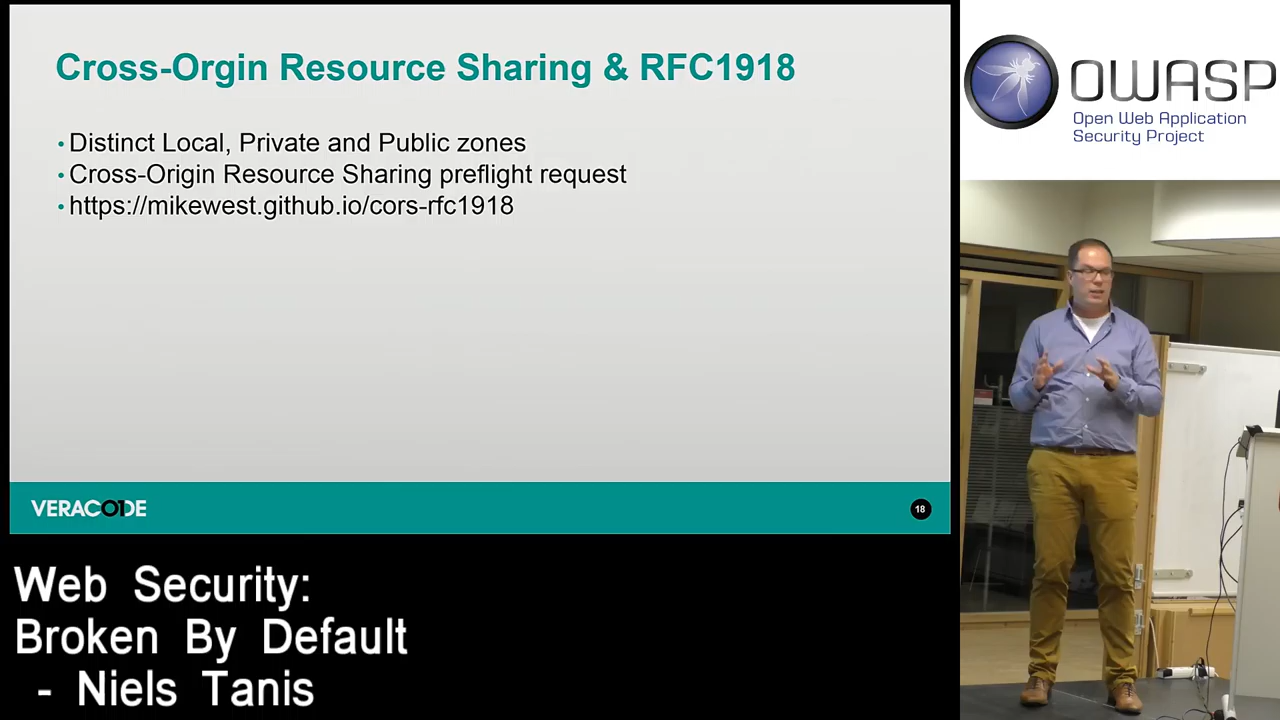 Cross-Orgin Resource Sharing & RFC1918
• Distinct Local, Private and Public zones
• Cross-Origin Resource Sharing preflight request
• https://mikewest.github.io/cors-rfc1918
VERACODE
18
OWASP
Open Web Application
Security Project
Web Security:
Broken By Default
- Niels Tanis